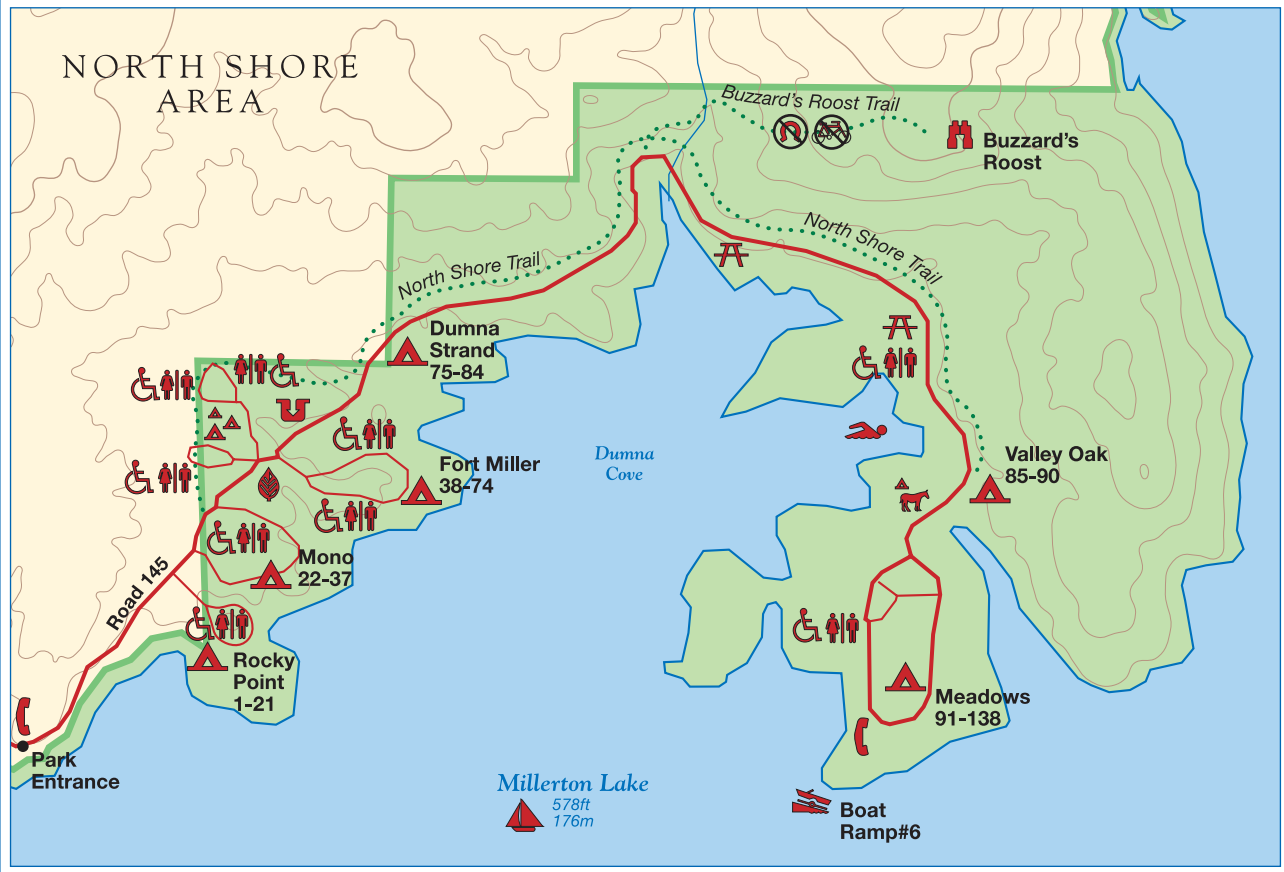 NORTH SHORE
AREA
Buzzard's Roost Trail
Buzzard's
Roost
North Shore Trail
North Shore Trail
Dumna
Strand
75-84
Fort Miller
38-74
Dumna
Cove
Valley Oak
85-90
Mono
22-37
Road 145
Rocky
Point
1-21
Meadows
91-138
Park
Entrance
Millerton Lake
578ft
176m
Boat
Ramp#6